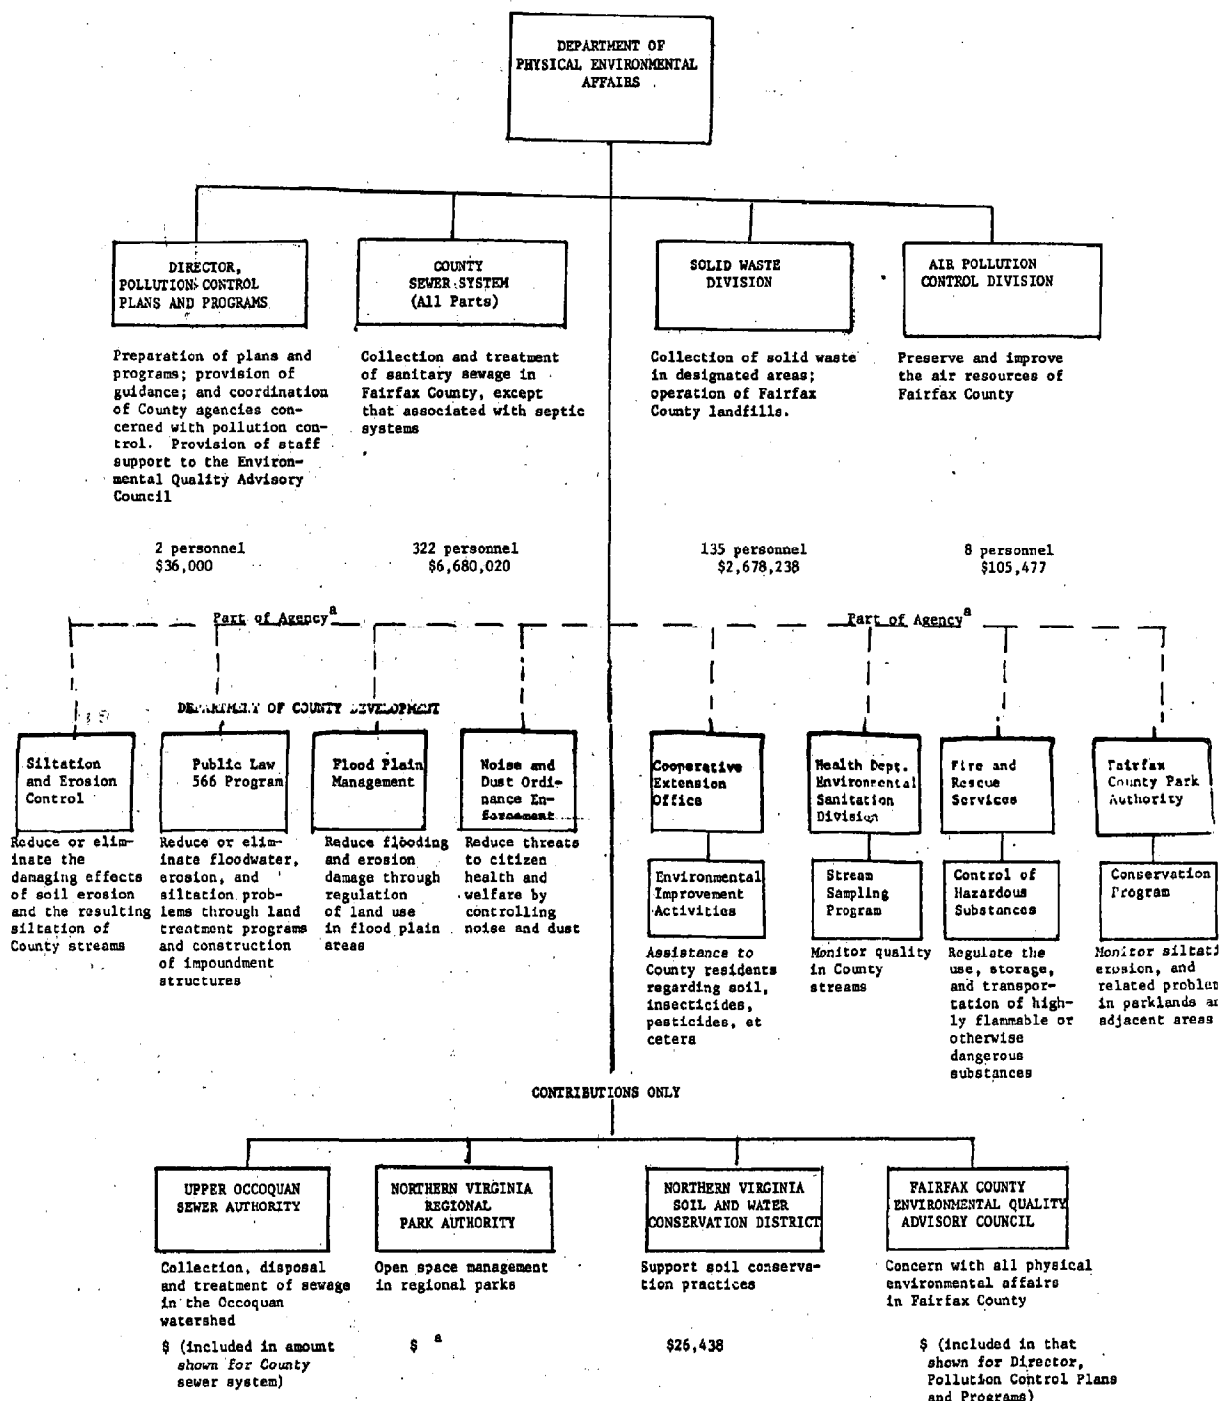 DEPARTMENT OF
PHYSICAL ENVIRONMENTAL
AFFAIRS
DIRECTOR,
POLLUTION CONTROL
PLANS AND PROGRAMS
COUNTY
SEWER SYSTEM
(All Parts)
SOLID WASTE
DIVISION
AIR POLLUTION
CONTROL DIVISION
Preparation of plans and
programs; provision of
guidance; and coordination
of County agencies con-
cerned with pollution con-
trol. Provision of staff
support to the Environ-
mental Quality Advisory
Council
Collection and treatment
of sanitary sewage in
Fairfax County, except
that associated with septic
systems
Collection of solid waste
in designated areas;
operation of Fairfax
County landfills.
Preserve and improve
the air resources of
Fairfax County
2 personnel
$36,000
322 personnel
$6,680,020
135 personnel
$2,678,238
8 personnel
$105,477
Part of Agency a
Part of Agency a
DEPARTMENT OF COUNTY DEVELOPMENT
Siltation
and Erosion
Control
Public Law
566 Program
Flood Plain
Management
Noise and
Dust Ordi-
nance En-
forcement
Cooperative
Extension
Office
Health Dept.
Environmental
Sanitation
Division
Fire and
Rescue
Services
Fairfax
County Park
Authority
Reduce or elim-
inate the
damaging effects
of soil erosion
and the resulting
siltation of
County streams
Reduce or elim-
inate floodwater,
erosion, and
siltation prob-
lems through land
treatment programs
and construction
of impoundment
structures
Reduce flooding
and erosion
damage through
regulation
of land use
in flood plain
areas
Reduce threats
to citizen
health and
welfare by
controlling
noise and dust
Environmental
Improvement
Activities
Stream
Sampling
Program
Control of
Hazardous
Substances
Conservation
Program
Assistance to
County residents
regarding soil,
insecticides,
pesticides, et
cetera
Monitor quality
in County
streams
Regulate the
use, storage,
and transpor-
tation of high-
ly flammable or
otherwise
dangerous
substances
Monitor siltati
erosion, and
related problem
in parklands a
adjacent areas
CONTRIBUTIONS ONLY
UPPER OCCOQUAN
SEWER AUTHORITY
NORTHERN VIRGINIA
REGIONAL
PARK AUTHORITY
NORTHERN VIRGINIA
SOIL AND WATER
CONSERVATION DISTRICT
FAIRFAX COUNTY
ENVIRONMENTAL QUALITY
ADVISORY COUNCIL
Collection, disposal
and treatment of sewage
in the Occoquan
watershed
Open space management
in regional parks
Support soil conserva-
tion practices
Concern with all physical
environmental affairs
in Fairfax County
$ (included in amount
shown for County
sewer system)
$ a
$26,438
$ (included in that
shown for Director,
Pollution Control Plans
and Programs)